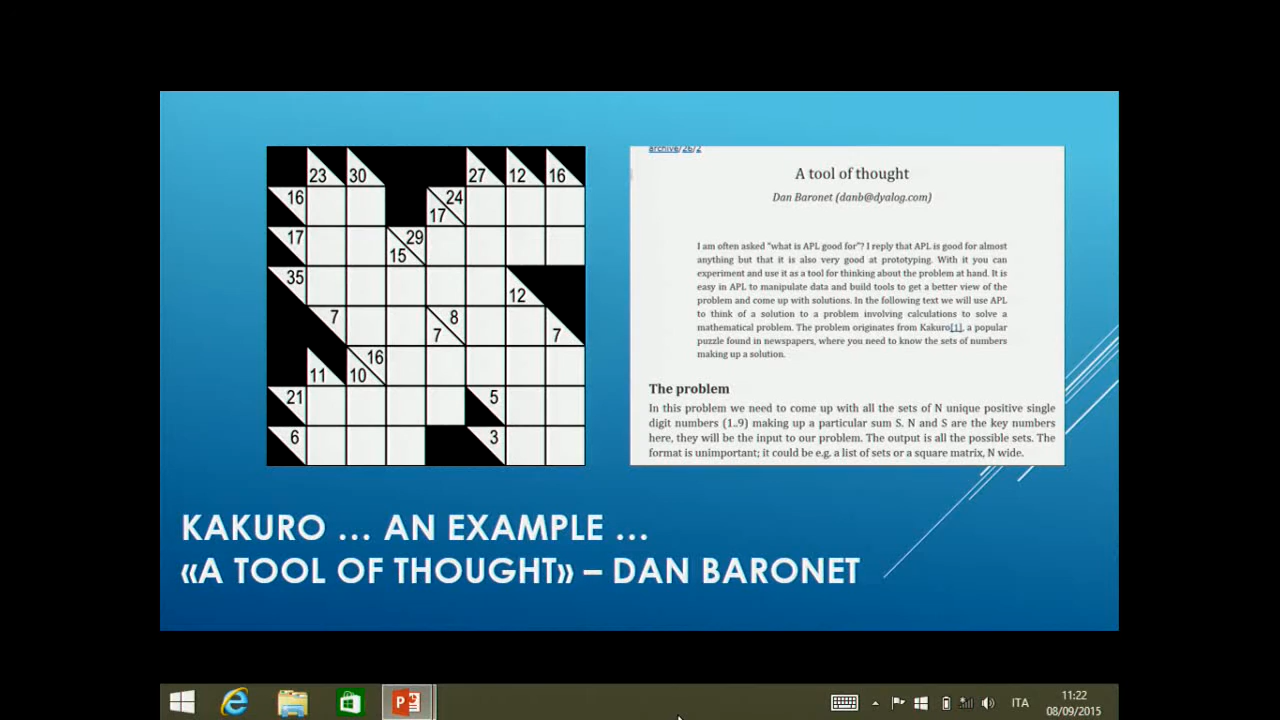 23 30 27 12 16
16 24
17
17 29
15
35
12
7 8
7 7
16
11 10
21 5
6 3
archive/26/2
A tool of thought
Dan Baronet (danb@dyalog.com)
I am often asked "what is APL good for"? I reply that APL is good for almost
anything but that it is also very good at prototyping. With it you can
experiment and use it as a tool for thinking about the problem at hand. It is
easy in APL to manipulate data and build tools to get a better view of the
problem and come up with solutions. In the following text we will use APL
to think of a solution to a problem involving calculations to solve a
mathematical problem. The problem originates from Kakuro[1], a popular
puzzle found in newspapers, where you need to know the sets of numbers
making up a solution.
The problem
In this problem we need to come up with all the sets of N unique positive single
digit numbers (1..9) making up a particular sum S. N and S are the key numbers
here, they will be the input to our problem. The output is all the possible sets. The
format is unimportant; it could be e.g. a list of sets or a square matrix, N wide.
KAKURO ... AN EXAMPLE ...
«A TOOL OF THOUGHT» – DAN BARONET
ITA
11:22
08/09/2015